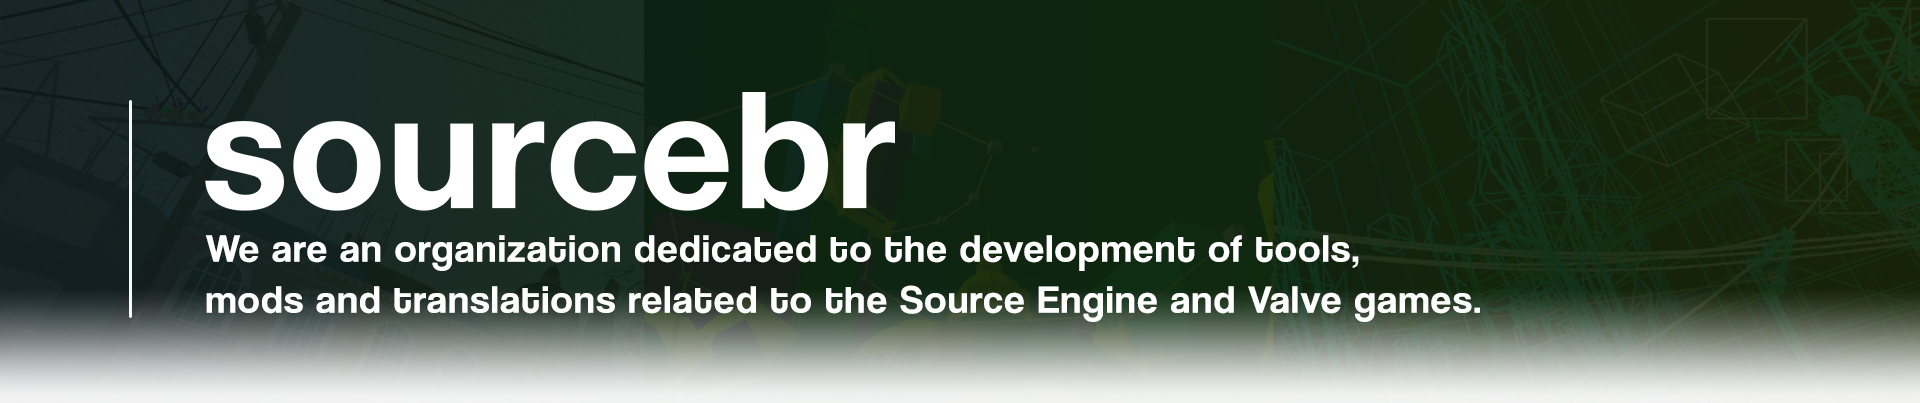 sourcebr
We are an organization dedicated to the development of tools,
mods and translations related to the Source Engine and Valve games.